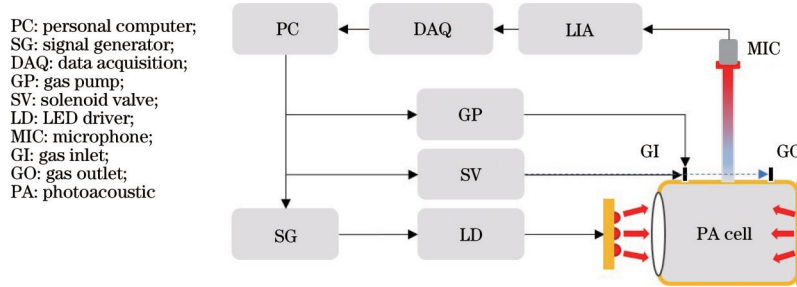 PC: personal computer;
SG: signal generator;
DAQ: data acquisition;
GP: gas pump;
SV: solenoid valve;
LD: LED driver;
MIC: microphone;
GI: gas inlet;
GO: gas outlet;
PA: photoacoustic
PC
DAQ
LIA
MIC
GP
GI
GO
SV
SG
LD
PA cell